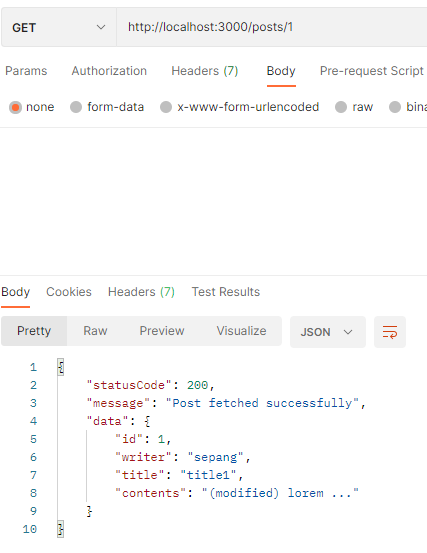 GET http://localhost:3000/posts/1
Params Authorization Headers (7) Body Pre-request Script
none form-data x-www-form-urlencoded raw bina
Body Cookies Headers (7) Test Results
Pretty Raw Preview Visualize JSON
1 {
2 "statusCode": 200,
3 "message": "Post fetched successfully",
4 "data": {
5 "id": 1,
6 "writer": "sepang",
7 "title": "title1",
8 "contents": "(modified) lorem ..."
9 }
10 }